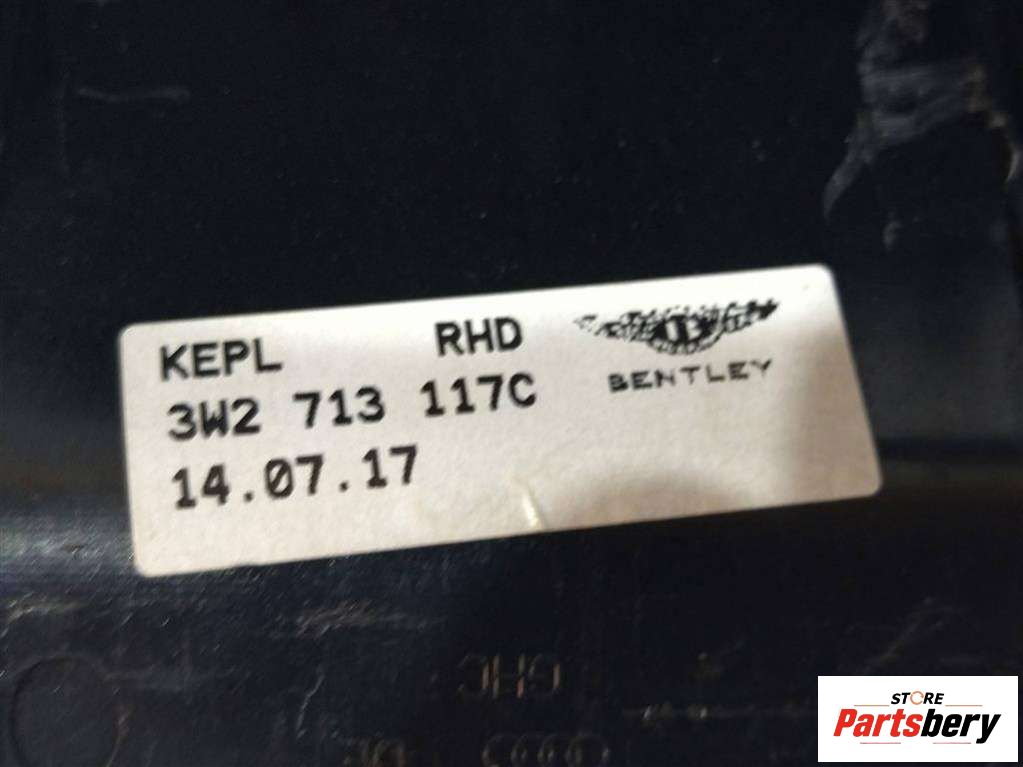 KEPL RHD
3W2 713 117C
14.07.17
BENTLEY
STORE
Partsbery